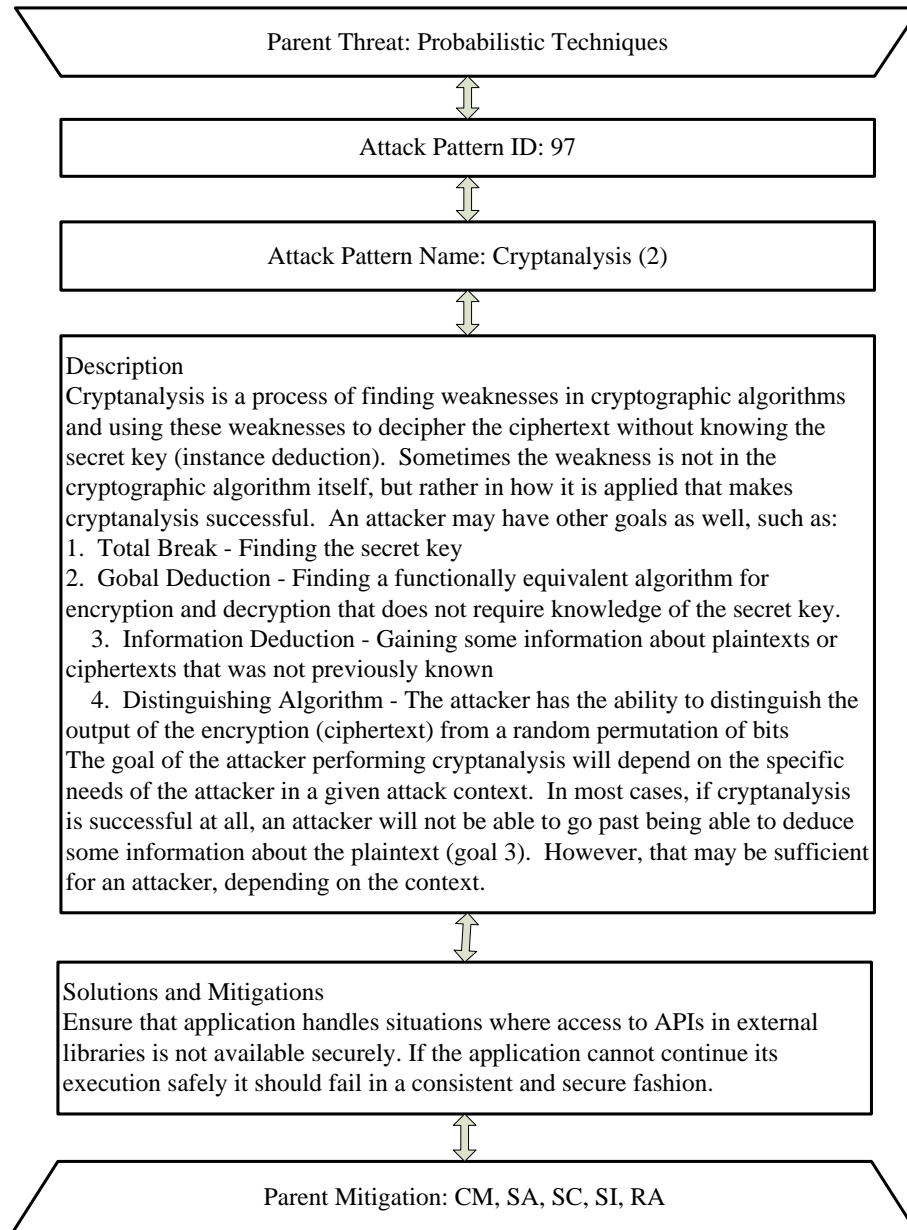 Parent Threat: Probabilistic Techniques
Attack Pattern ID: 97
Attack Pattern Name: Cryptanalysis (2)
Description
Cryptanalysis is a process of finding weaknesses in cryptographic algorithms
and using these weaknesses to decipher the ciphertext without knowing the
secret key (instance deduction).  Sometimes the weakness is not in the
cryptographic algorithm itself, but rather in how it is applied that makes
cryptanalysis successful.  An attacker may have other goals as well, such as:
1.  Total Break - Finding the secret key
2.  Gobal Deduction - Finding a functionally equivalent algorithm for
encryption and decryption that does not require knowledge of the secret key.
3.  Information Deduction - Gaining some information about plaintexts or
ciphertexts that was not previously known
4.  Distinguishing Algorithm - The attacker has the ability to distinguish the
output of the encryption (ciphertext) from a random permutation of bits
The goal of the attacker performing cryptanalysis will depend on the specific
needs of the attacker in a given attack context.  In most cases, if cryptanalysis
is successful at all, an attacker will not be able to go past being able to deduce
some information about the plaintext (goal 3).  However, that may be sufficient
for an attacker, depending on the context.
Solutions and Mitigations
Ensure that application handles situations where access to APIs in external
libraries is not available securely. If the application cannot continue its
execution safely it should fail in a consistent and secure fashion.
Parent Mitigation: CM, SA, SC, SI, RA